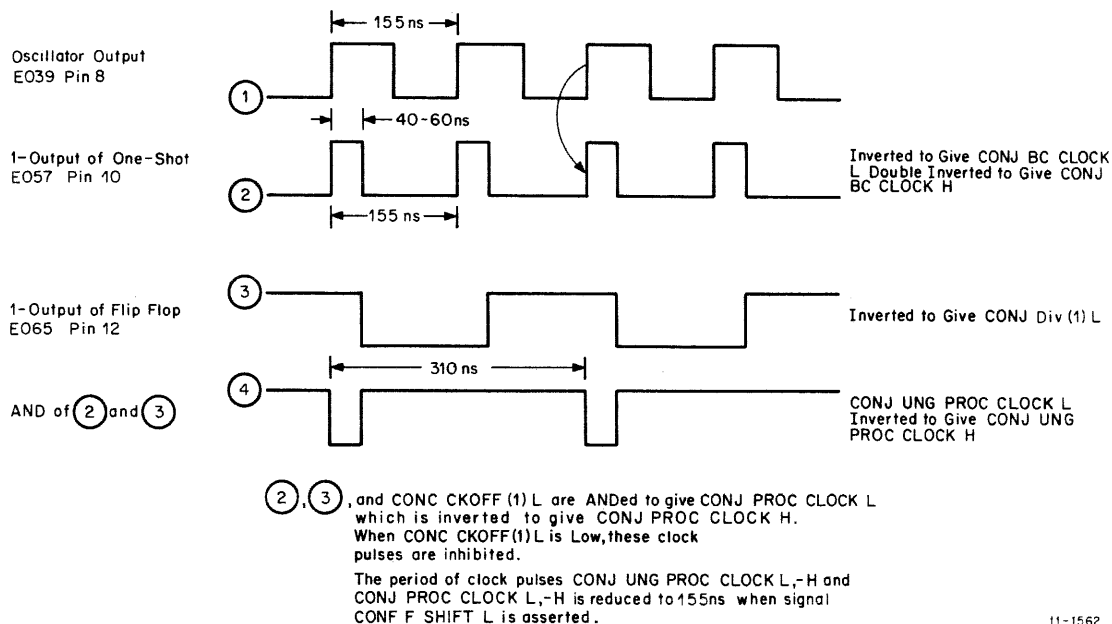 155 ns
Oscillator Output
E039 Pin 8
1
40-60ns
1-Output of One-Shot
E057 Pin 10
Inverted to Give CONJ BC CLOCK
L Double Inverted to Give CONJ
BC CLOCK H
2
155 ns
3
1-Output of Flip Flop
E065 Pin 12
Inverted to Give CONJ Div (1) L
310 ns
4
AND of 2 and 3
CONJ UNG PROC CLOCK L
Inverted to Give CONJ UNG
PROC CLOCK H
2, 3, and CONC CKOFF (1) L are ANDed to give CONJ PROC CLOCK L
which is inverted to give CONJ PROC CLOCK H.
When CONC CKOFF(1) L is Low, these clock
pulses are inhibited.
The period of clock pulses CONJ UNG PROC CLOCK L,-H and
CONJ PROC CLOCK L,-H is reduced to 155ns when signal
CONF F SHIFT L is asserted.
11-1562